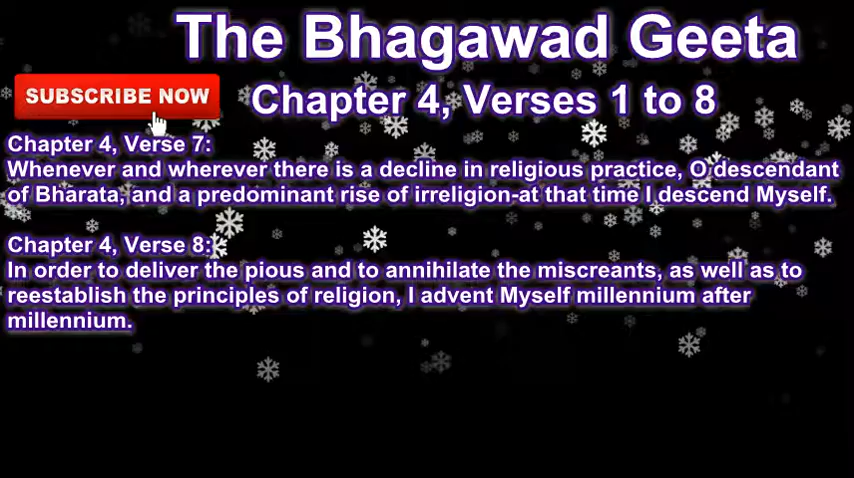 The Bhagawad Geeta
SUBSCRIBE NOW
Chapter 4, Verses 1 to 8
Chapter 4, Verse 7:
Whenever and wherever there is a decline in religious practice, O descendant
of Bharata, and a predominant rise of irreligion-at that time I descend Myself.
Chapter 4, Verse 8:
In order to deliver the pious and to annihilate the miscreants, as well as to
reestablish the principles of religion, I advent Myself millennium after
millennium.